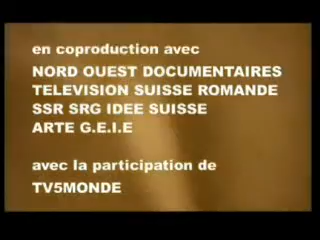 en coproduction avec
NORD OUEST DOCUMENTAIRES
TELEVISION SUISSE ROMANDE
SSR SRG IDEE SUISSE
ARTE G.E.I.E
avec la participation de
TV5MONDE